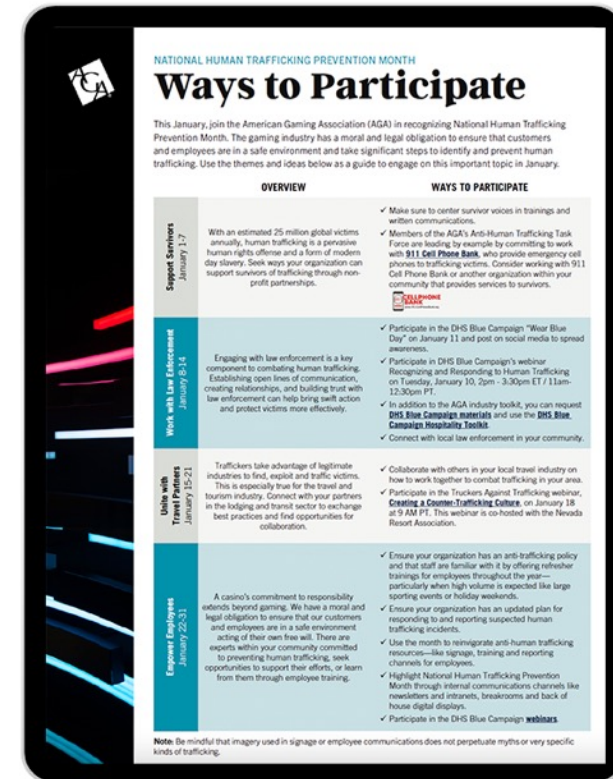 AGA
NATIONAL HUMAN TRAFFICKING PREVENTION MONTH
Ways to Participate
This January, join the American Gaming Association (AGA) in recognizing National Human Trafficking
Prevention Month. The gaming industry has a moral and legal obligation to ensure that customers
and employees are in a safe environment and take significant steps to identify and prevent human
trafficking. Use the themes and ideas below as a guide to engage on this important topic in January.
OVERVIEW
WAYS TO PARTICIPATE
Support Survivors
January 1-7
With an estimated 25 million global victims
annually, human trafficking is a pervasive
human rights offense and a form of modern
day slavery. Seek ways your organization can
support survivors of trafficking through non-
profit partnerships.
✓ Make sure to center survivor voices in trainings and
written communications.
✓ Members of the AGA's Anti-Human Trafficking Task
Force are leading by example by committing to work
with 911 Cell Phone Bank, who provide emergency cell
phones to trafficking victims. Consider working with 911
Cell Phone Bank or another organization within your
community that provides services to survivors.
CELLPHONE
BANK
Work with Law Enforcement
January 8-14
Engaging with law enforcement is a key
component to combating human trafficking.
Establishing open lines of communication,
creating relationships, and building trust with
law enforcement can help bring swift action
and protect victims more effectively.
✓ Participate in the DHS Blue Campaign "Wear Blue
Day" on January 11 and post on social media to spread
awareness.
✓ Participate in DHS Blue Campaign's webinar
Recognizing and Responding to Human Trafficking
on Tuesday, January 10, 2pm - 3:30pm ET / 11am-
12:30pm PT.
✓ In addition to the AGA industry toolkit, you can request
DHS Blue Campaign materials and use the DHS Blue
Campaign Hospitality Toolkit.
✓ Connect with local law enforcement in your community.
Unite with
Travel Partners
January 15-21
Traffickers take advantage of legitimate
industries to find, exploit and traffic victims.
This is especially true for the travel and
tourism industry. Connect with your partners
in the lodging and transit sector to exchange
best practices and find opportunities for
collaboration.
✓ Collaborate with others in your local travel industry on
how to work together to combat trafficking in your area.
✓ Participate in the Truckers Against Trafficking webinar,
Creating a Counter-Trafficking Culture, on January 18
at 9 AM PT. This webinar is co-hosted with the Nevada
Resort Association.
Empower Employees
January 22-31
A casino's commitment to responsibility
extends beyond gaming. We have a moral and
legal obligation to ensure that our customers
and employees are in a safe environment
acting of their own free will. There are
experts within your community committed
to preventing human trafficking, seek
opportunities to support their efforts, or learn
from them through employee training.
✓ Ensure your organization has an anti-trafficking policy
and that staff are familiar with it by offering refresher
trainings for employees throughout the year—
particularly when high volume is expected like large
sporting events or holiday weekends.
✓ Ensure your organization has an updated plan for
responding to and reporting suspected human
trafficking incidents.
✓ Use the month to reinvigorate anti-human trafficking
resources—like signage, training and reporting
channels for employees.
✓ Highlight National Human Trafficking Prevention
Month through internal communications channels like
newsletters and intranets, breakrooms and back of
house digital displays.
✓ Participate in the DHS Blue Campaign webinars.
Note: Be mindful that imagery used in signage or employee communications does not perpetuate myths or very specific
kinds of trafficking.